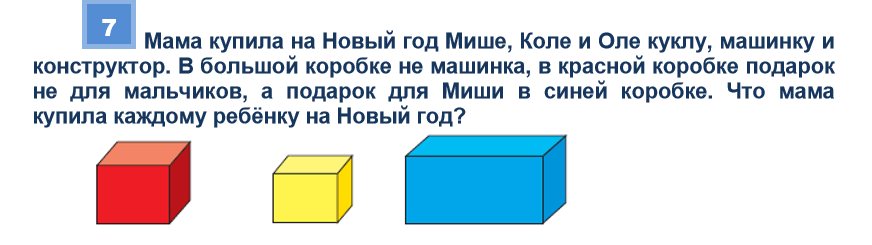 7
Мама купила на Новый год Мише, Коле и Оле куклу, машинку и
конструктор. В большой коробке не машинка, в красной коробке подарок
не для мальчиков, а подарок для Миши в синей коробке. Что мама
купила каждому ребёнку на Новый год?